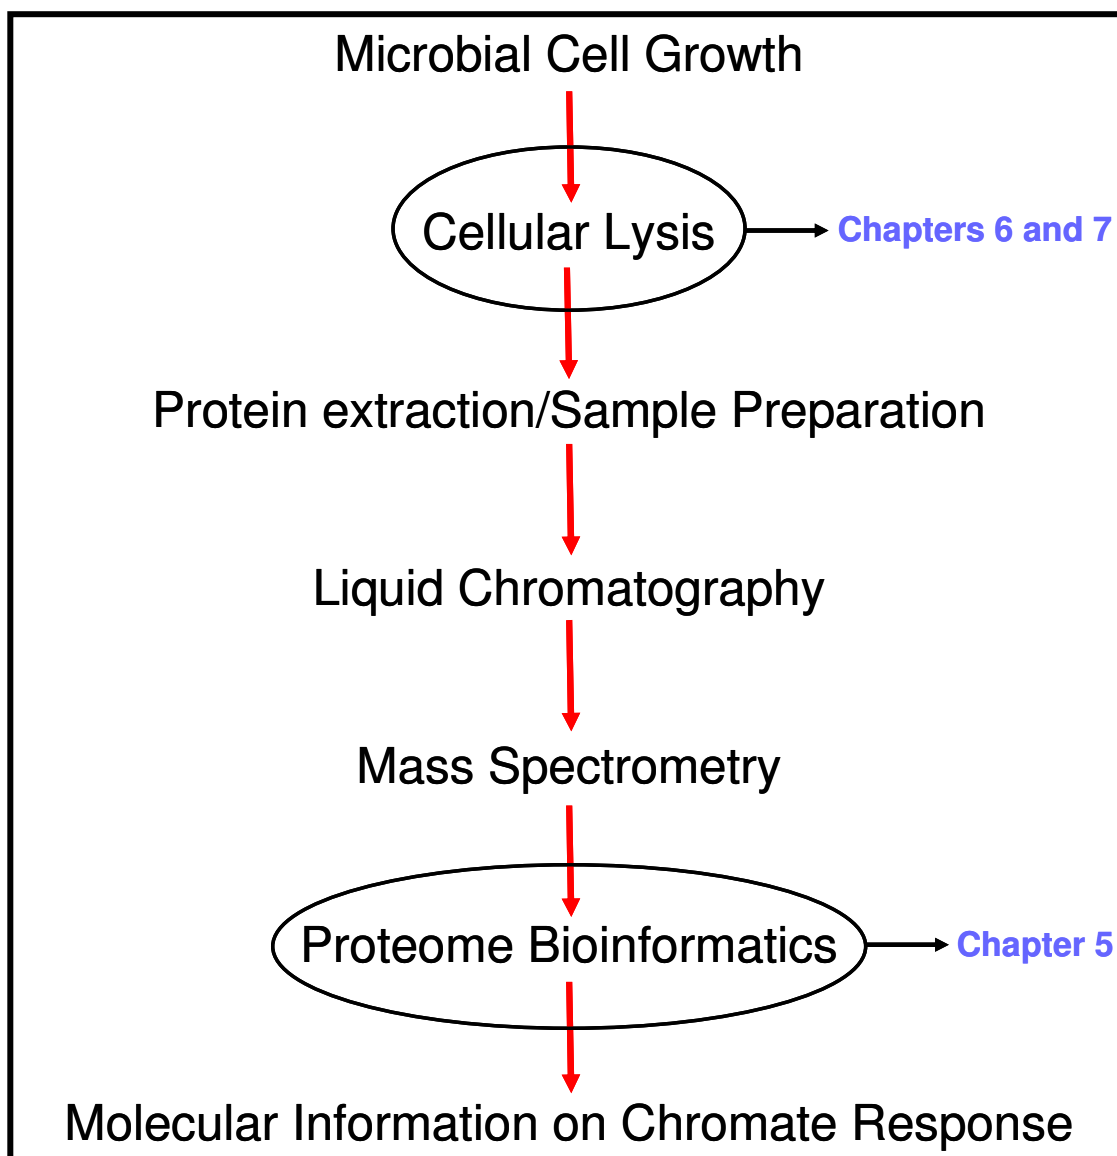 Microbial Cell Growth
Cellular Lysis
Chapters 6 and 7
Protein extraction/Sample Preparation
Liquid Chromatography
Mass Spectrometry
Proteome Bioinformatics
Chapter 5
Molecular Information on Chromate Response